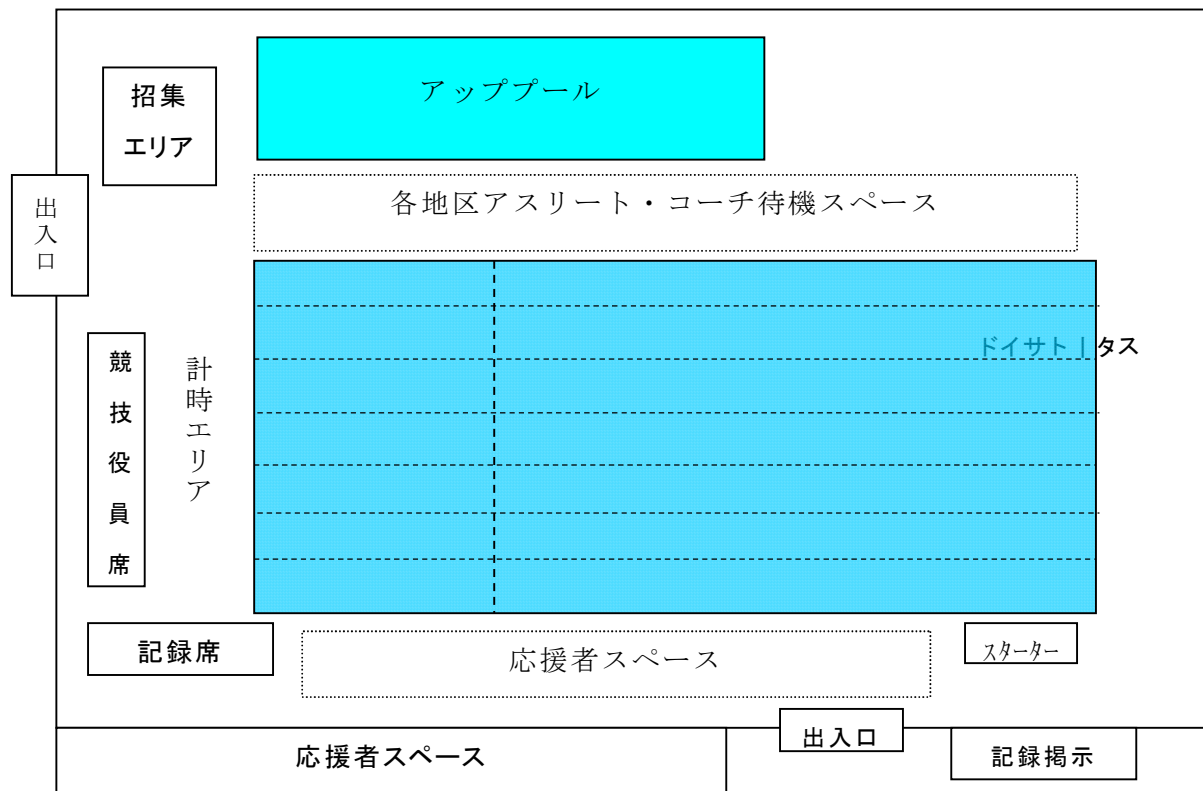 アッププール
招集
エリア
各地区アスリート・コーチ待機スペース
出入口
ドイサトータス
競技役員席
計時エリア
記録席
応援者スペース
スターター
出入口
応援者スペース
記録掲示